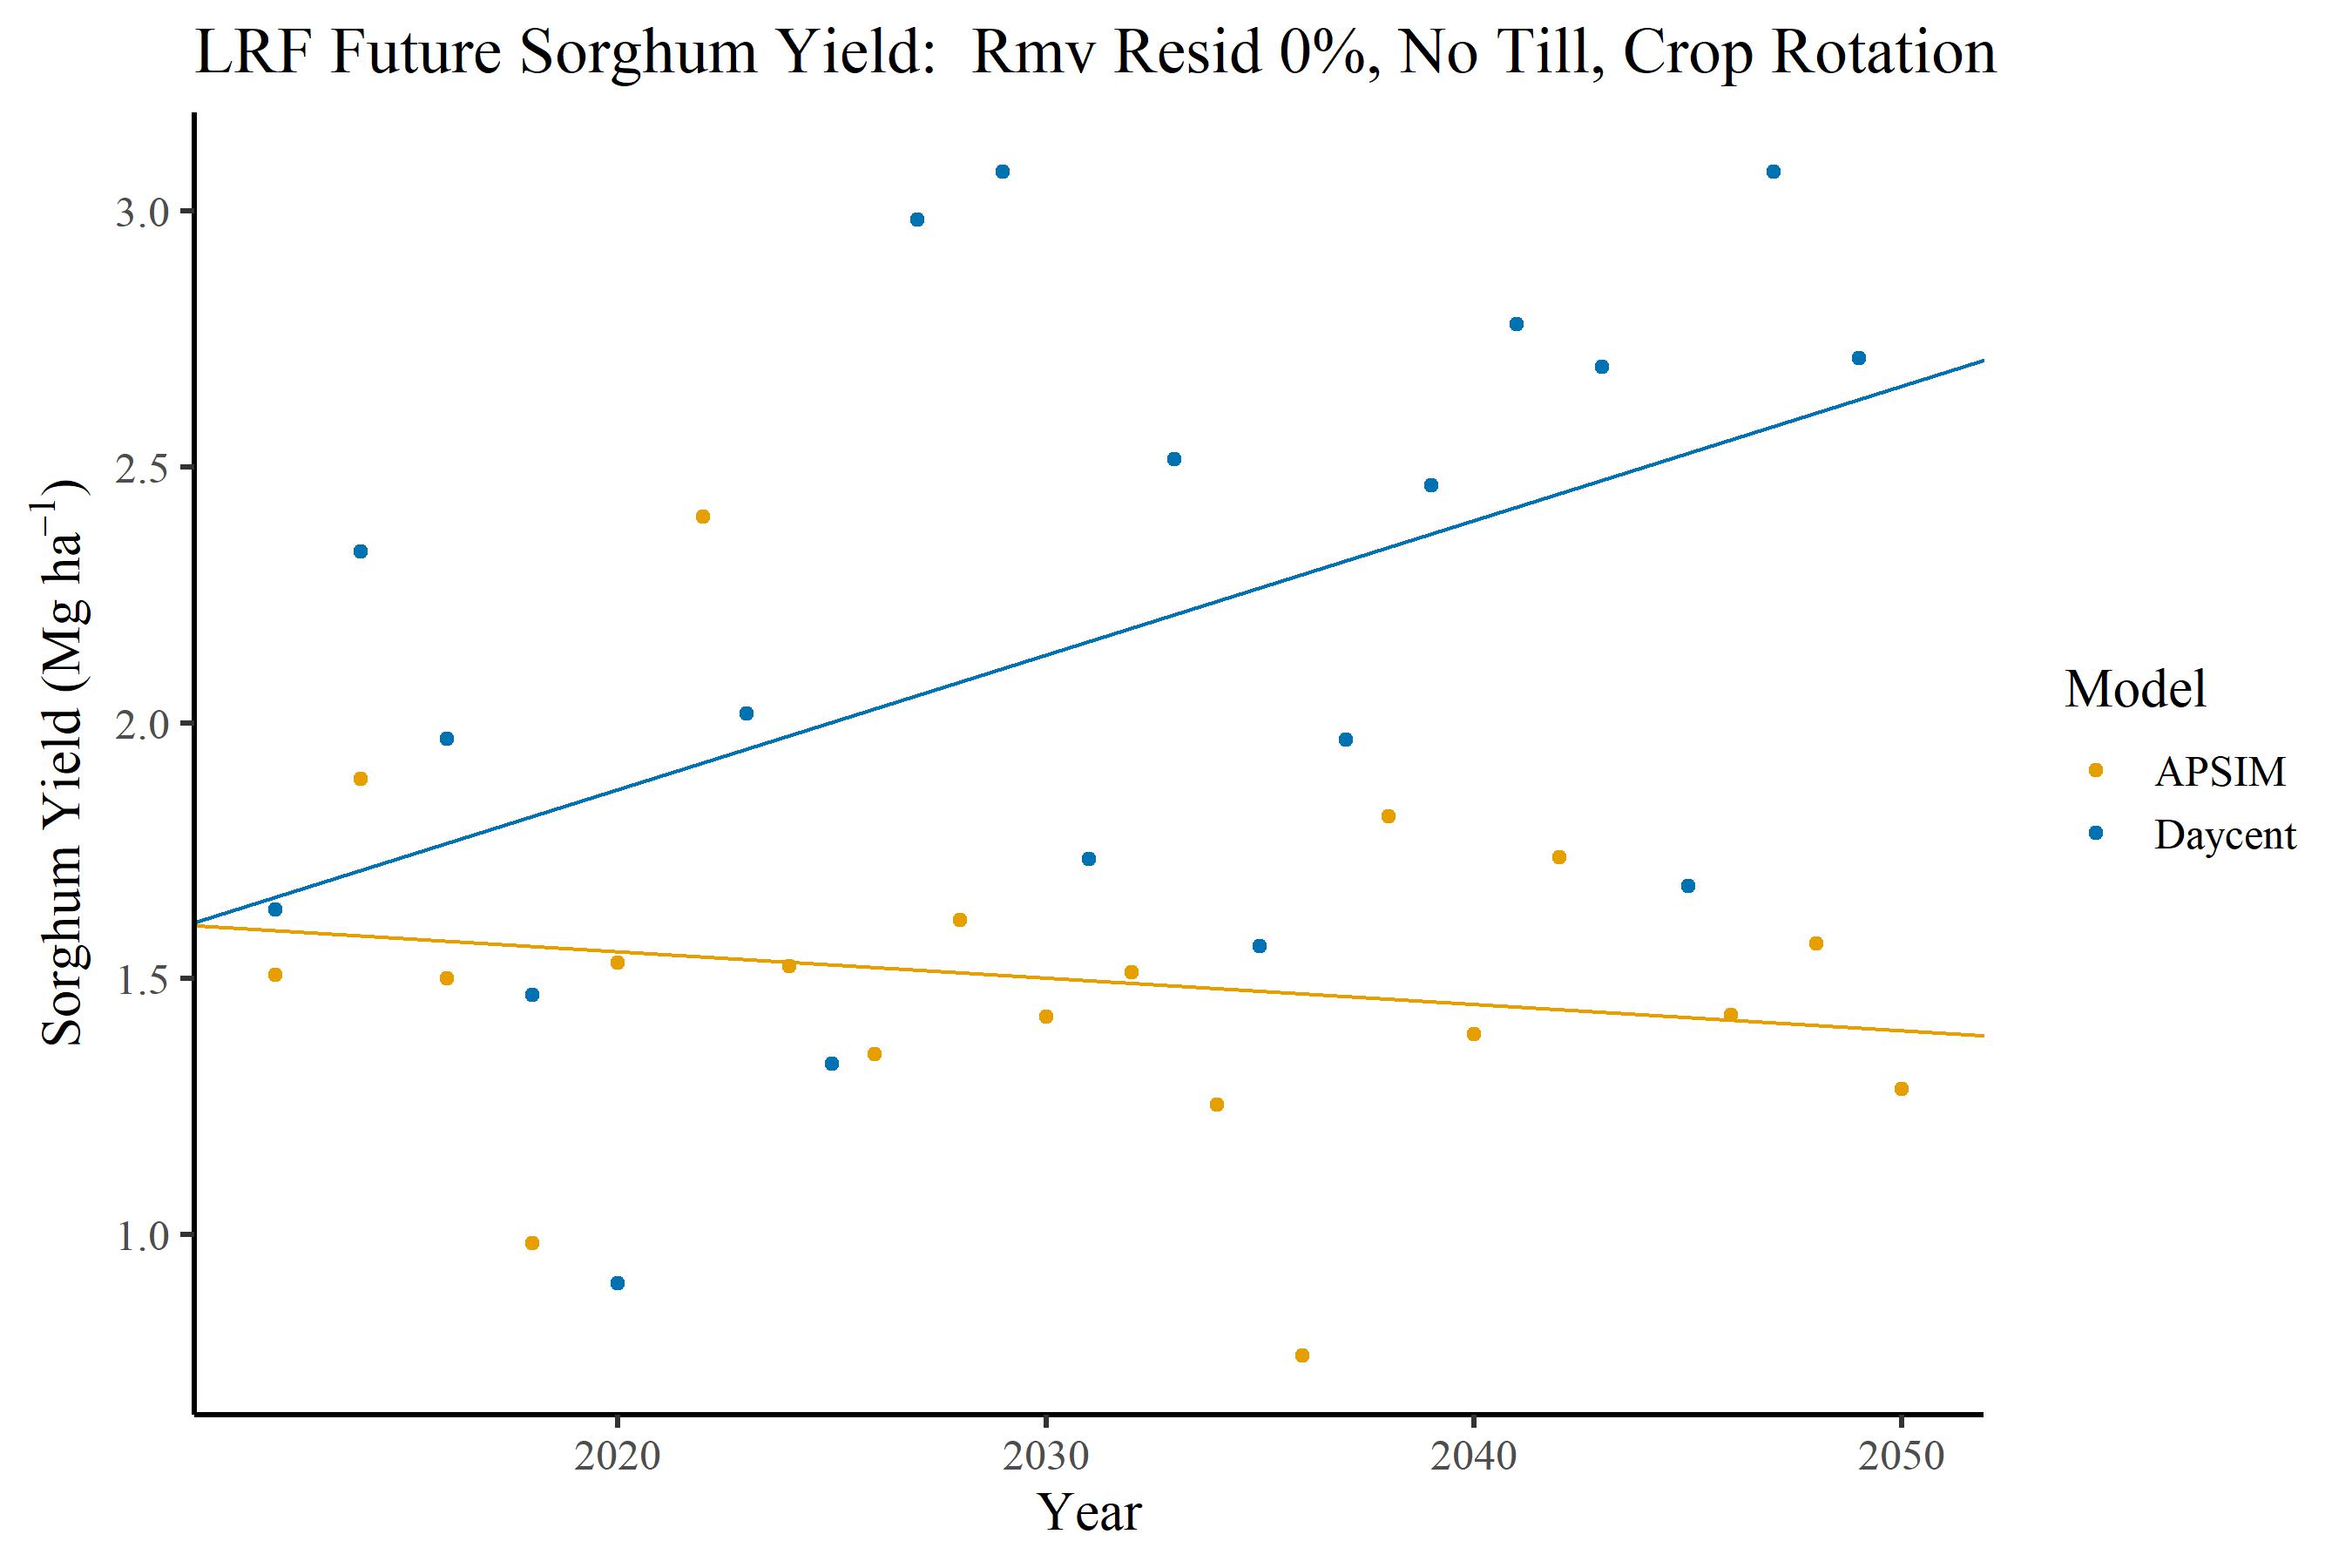 LRF Future Sorghum Yield:  Rmv Resid 0%, No Till, Crop Rotation
Sorghum Yield (Mg ha⁻¹)
3.0
2.5
2.0
1.5
1.0
2020 2030 2040 2050
Year
Model
APSIM
Daycent